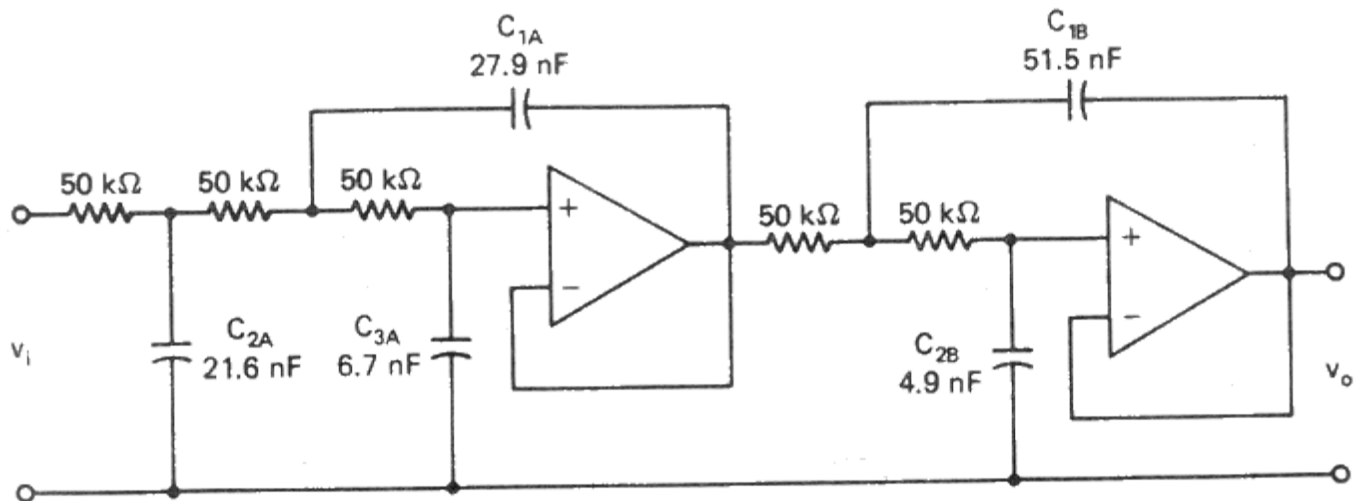 C1A
27.9 nF
C1B
51.5 nF
50 kΩ
50 kΩ
50 kΩ
50 kΩ
50 kΩ
+
−
+
−
vi
C2A
21.6 nF
C3A
6.7 nF
C2B
4.9 nF
vo